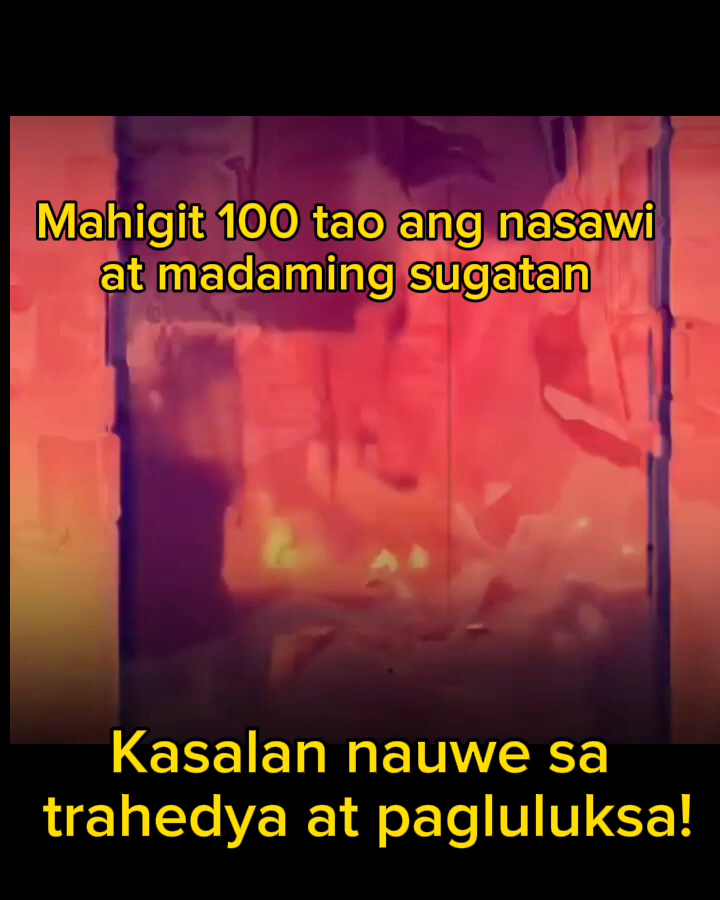 Mahigit 100 tao ang nasawi
at madaming sugatan
Kasalan nauwe sa
trahedya at pagluluksa!